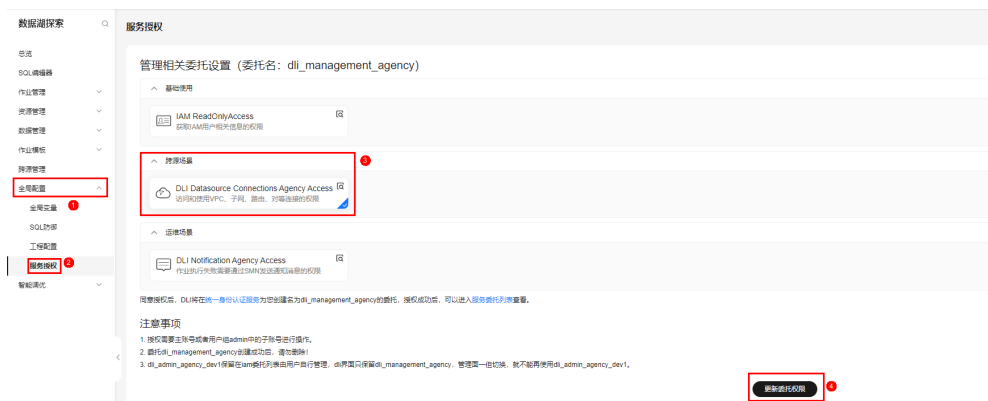 数据湖探索
服务授权
总览
SQL编辑器
作业管理
资源管理
数据管理
作业模板
跨源管理
全局配置
全局变量
1
SQL防御
工程配置
服务授权
2
智能调优
管理相关委托设置（委托名：dli_management_agency）
基础使用
IAM ReadOnlyAccess
获取IAM用户相关信息的权限
跨源场景
3
DLI Datasource Connections Agency Access
访问和使用VPC、子网、路由、对等连接的权限
运维场景
DLI Notification Agency Access
作业执行失败需要通过SMN发送通知消息的权限
同意授权后，DLI将在统一身份认证服务为您创建名为dli_management_agency的委托，授权成功后，可以进入服务委托列表查看。
注意事项
1. 授权需要主账号或者用户组admin中的子账号进行操作。
2. 委托dli_management_agency创建成功后，请勿删除！
3. dli_admin_agency_dev1保留在iam委托列表由用户自行管理，dli界面只保留dli_management_agency，管理面一但切换，就不能再使用dli_admin_agency_dev1。
更新委托权限
4